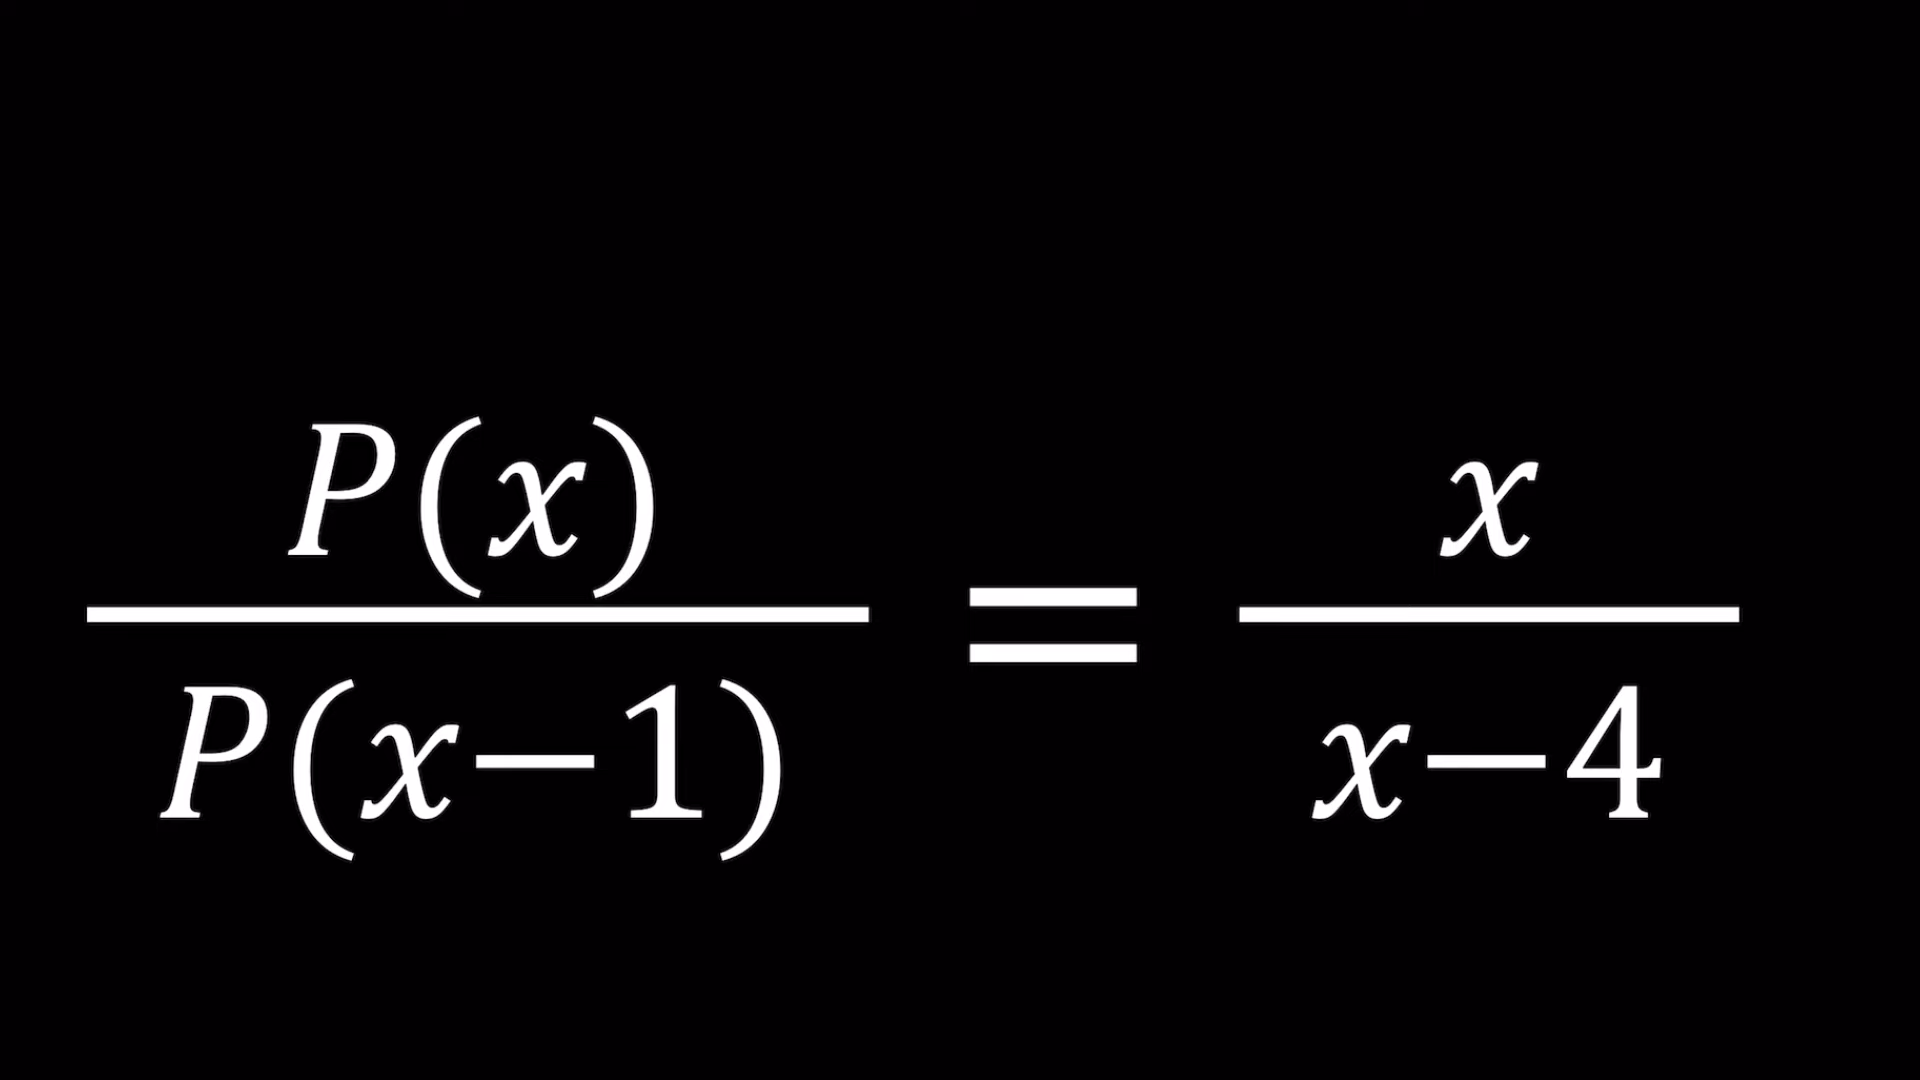 P(x)/P(x−1) = x/(x−4)